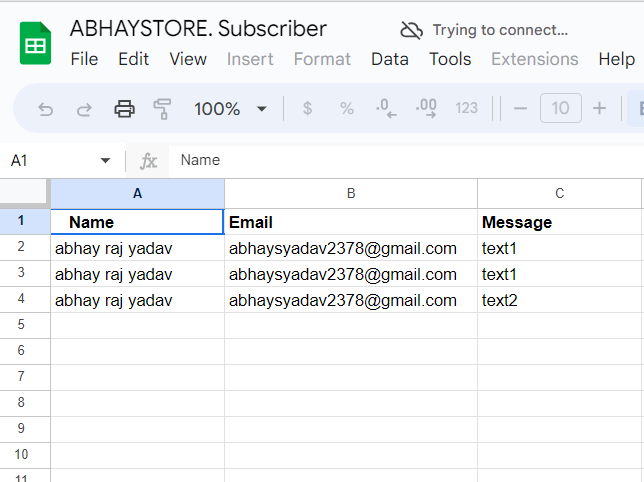 ABHAYSTORE. Subscriber Trying to connect...
File Edit View Insert Format Data Tools Extensions Help
100% $ % .0 .00 123 10
A1 fx Name
A B C
1 Name Email Message
2 abhay raj yadav abhaysyadav2378@gmail.com text1
3 abhay raj yadav abhaysyadav2378@gmail.com text1
4 abhay raj yadav abhaysyadav2378@gmail.com text2
5
6
7
8
9
10
11